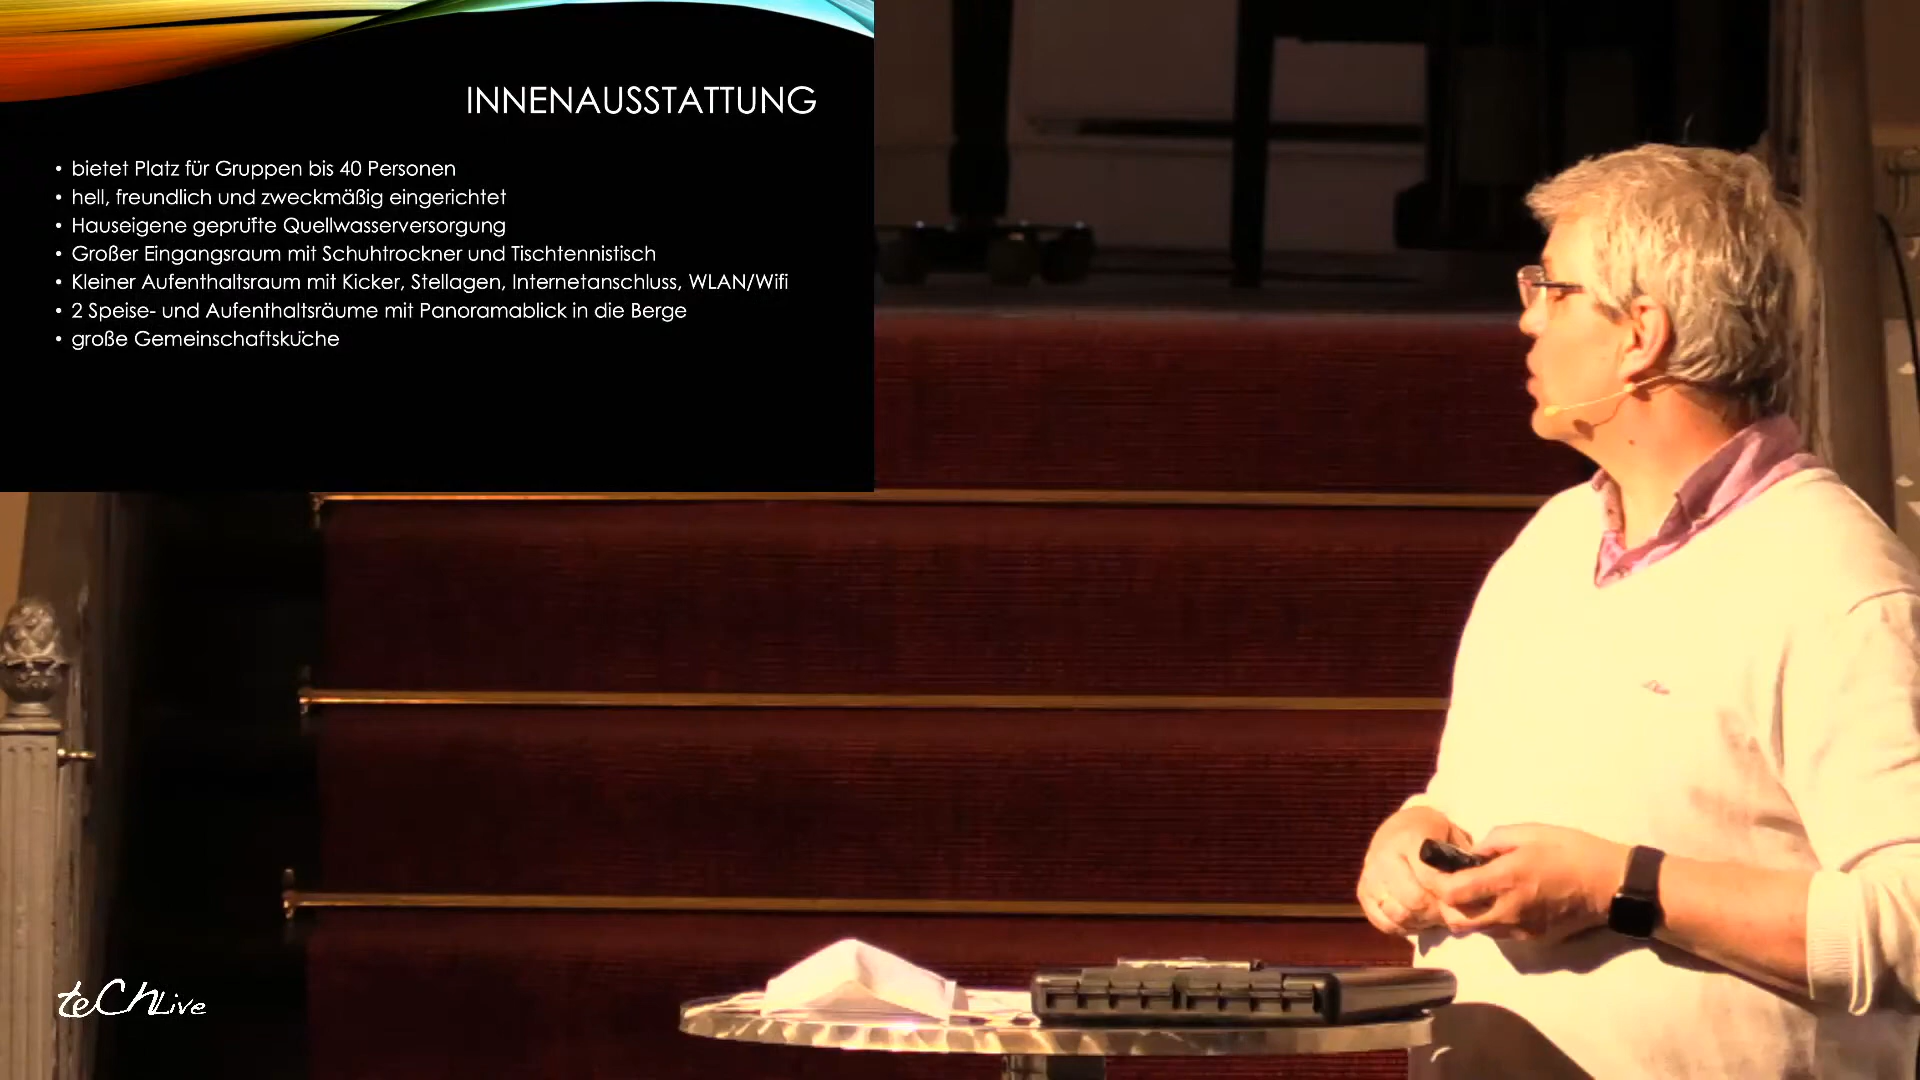 INNENAUSSTATTUNG
• bietet Platz für Gruppen bis 40 Personen
• hell, freundlich und zweckmäßig eingerichtet
• Hauseigene geprüfte Quellwasserversorgung
• Großer Eingangsraum mit Schuhtrockner und Tischtennistisch
• Kleiner Aufenthaltsraum mit Kicker, Stellagen, Internetanschluss, WLAN/Wifi
• 2 Speise- und Aufenthaltsräume mit Panoramablick in die Berge
• große Gemeinschaftsküche
teChLive